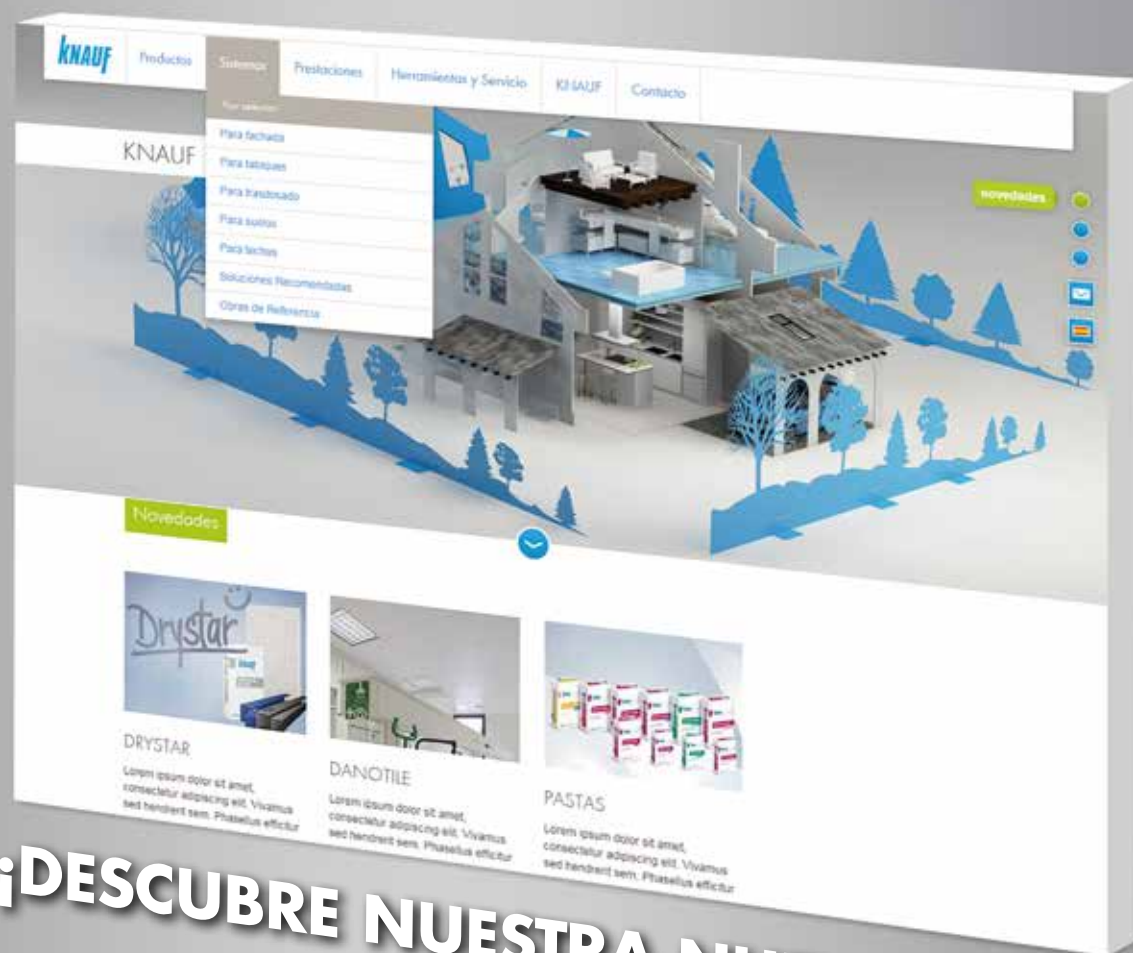 KNAUF
Productos
Sistemas
Prestaciones
Herramientas y Servicio
KNAUF
Contacto
Para fachada
Para tabiques
Para trasdosado
Para suelos
Para techos
Soluciones Recomendadas
Obras de Referencia
KNAUF
novedades
Novedades
Drystar
DRYSTAR
Lorem ipsum dolor sit amet,
consectetur adipiscing elit. Vivamus
sed hendrerit sem. Phasellus efficitur
DANOTILE
Lorem ipsum dolor sit amet,
consectetur adipiscing elit. Vivamus
sed hendrerit sem. Phasellus efficitur
PASTAS
Lorem ipsum dolor sit amet,
consectetur adipiscing elit. Vivamus
sed hendrerit sem. Phasellus efficitur
¡DESCUBRE NUESTRA